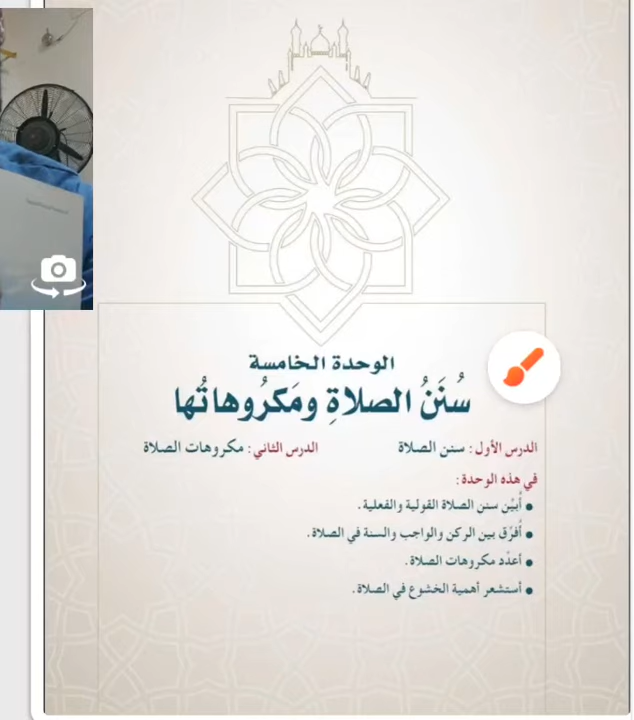 الوحدة الخامسة
سُنَنُ الصلاةِ ومَكرُوهاتُها
الدرس الأول : سنن الصلاة الدرس الثاني : مكروهات الصلاة
في هذه الوحدة :
● أُبيِّن سنن الصلاة القولية والفعلية .
● أُفرِّق بين الركن والواجب والسنة في الصلاة .
● أعدِّد مكروهات الصلاة .
● أستشعر أهمية الخشوع في الصلاة .